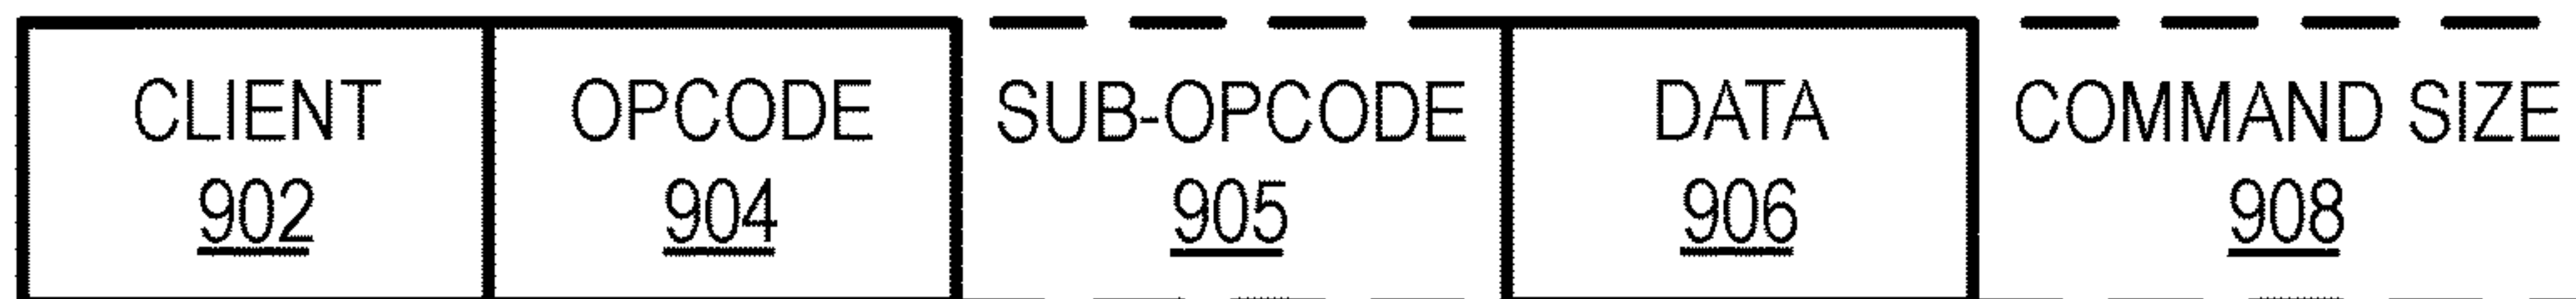 CLIENT OPCODE SUB-OPCODE DATA COMMAND SIZE
902 904 905 906 908